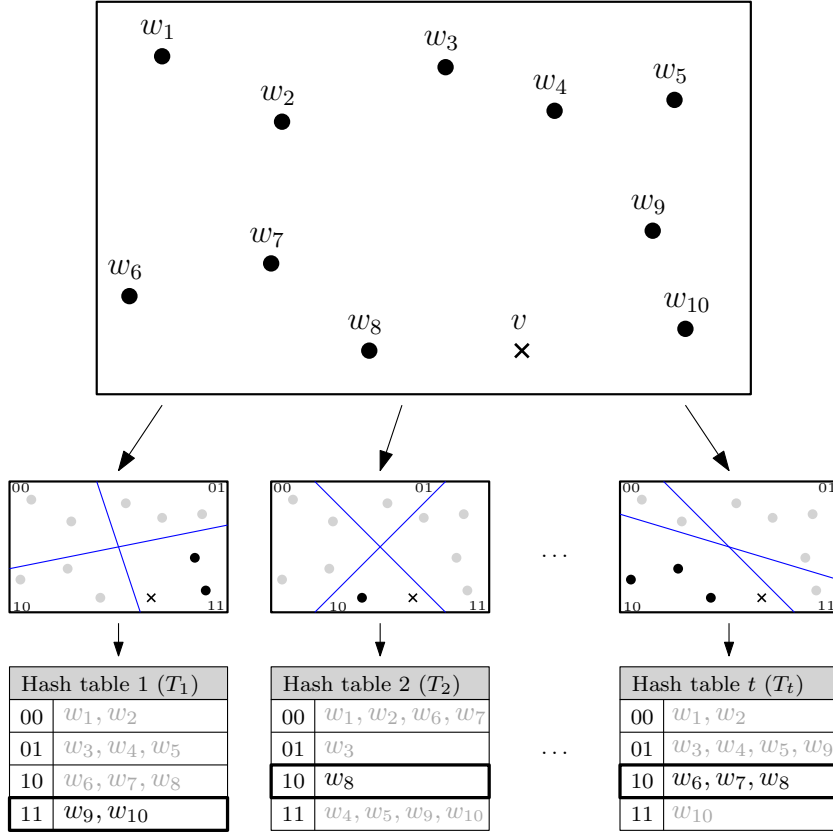 w₁
w₃
w₅
w₄
w₂
w₉
w₇
w₆
w₁₀
w₈ v
00 01
10 11
01
00
10 11
...
00 01
10 11
Hash table 1 (T₁)
00 w₁, w₂
01 w₃, w₄, w₅
10 w₆, w₇, w₈
11 w₉, w₁₀
Hash table 2 (T₂)
00 w₁, w₂, w₆, w₇
01 w₃
10 w₈
11 w₄, w₅, w₉, w₁₀
...
Hash table t (Tₜ)
00 w₁, w₂
01 w₃, w₄, w₅, w₉
10 w₆, w₇, w₈
11 w₁₀